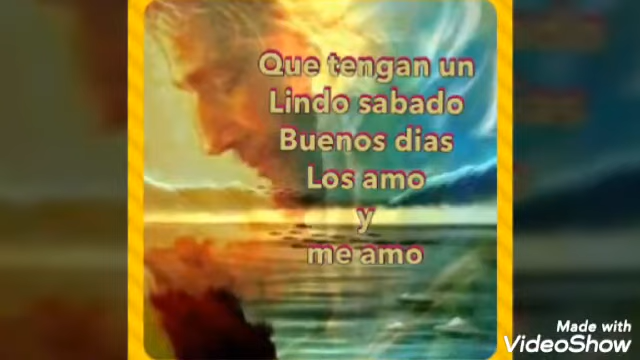 Que tengan un
Lindo sabado
Buenos dias
Los amo
y
me amo
Made with
VideoShow